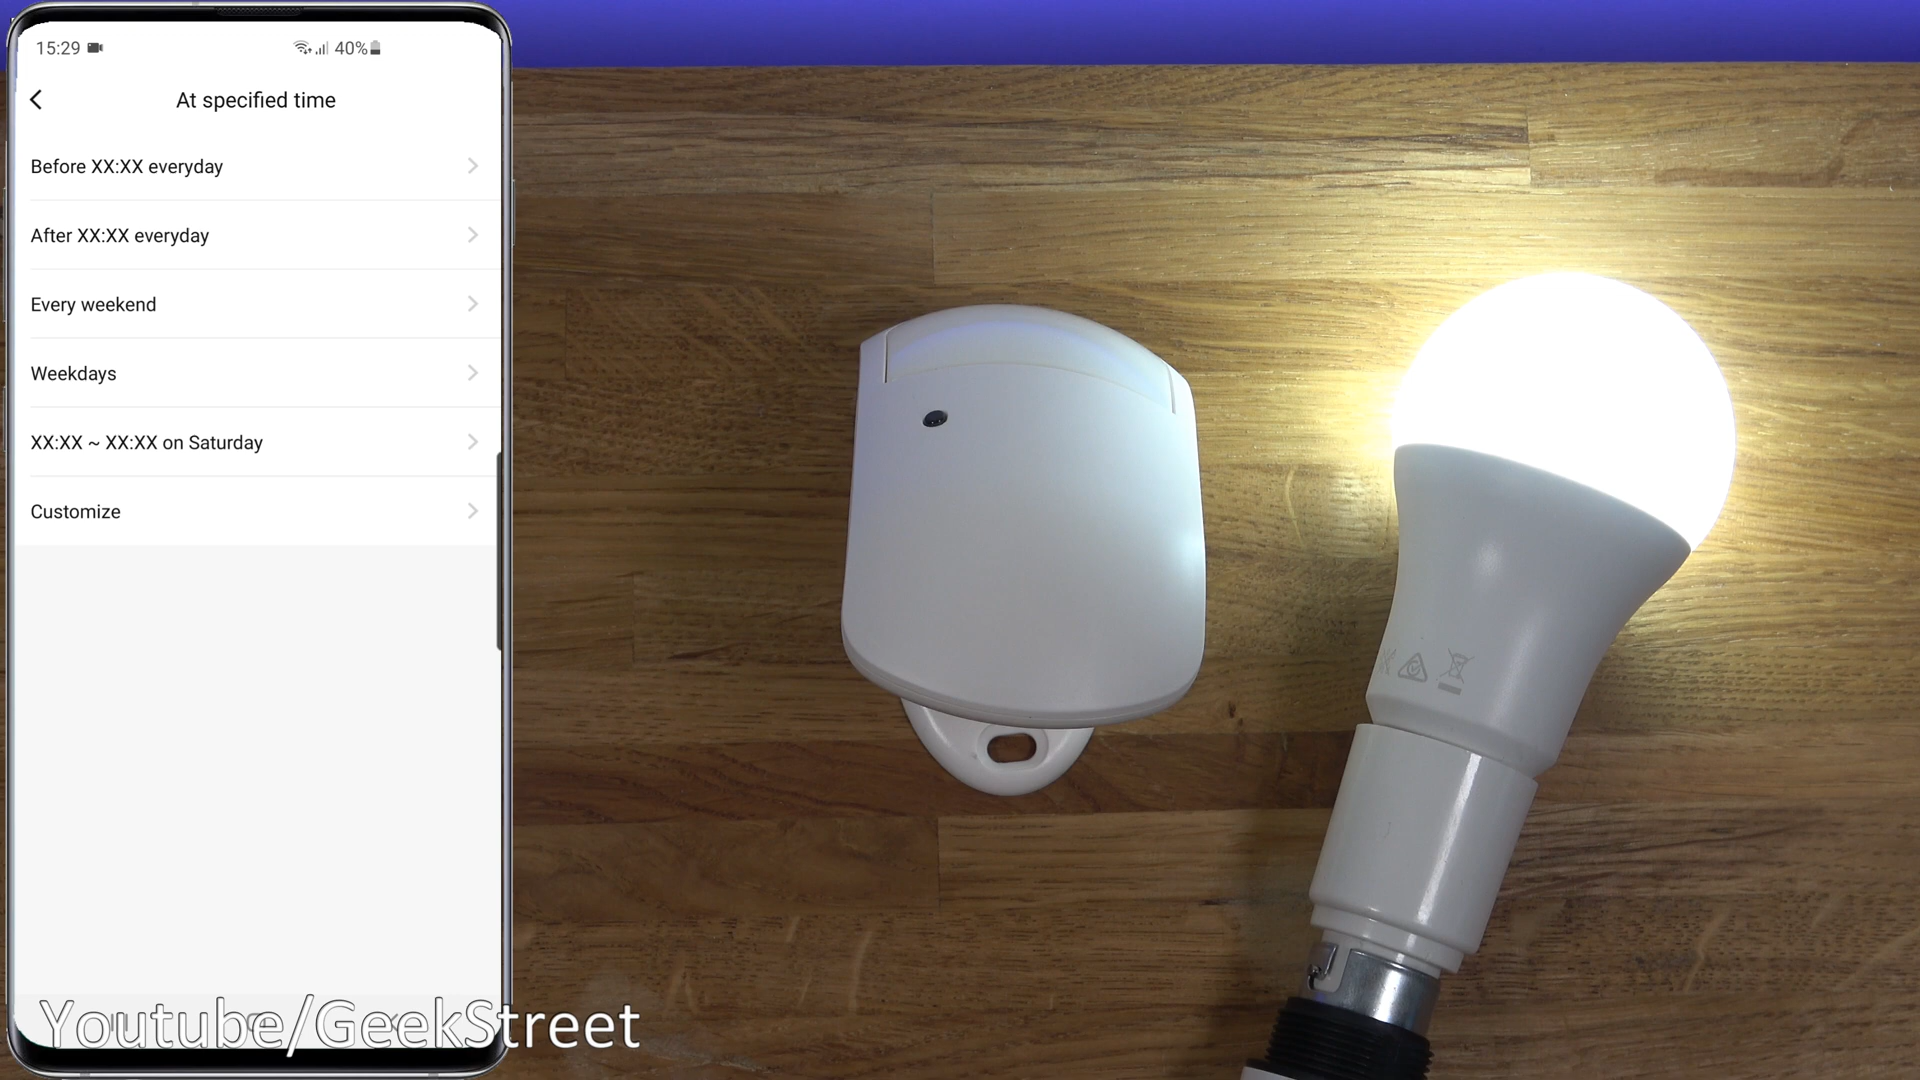 15:29
40%
At specified time
Before XX:XX everyday
After XX:XX everyday
Every weekend
Weekdays
XX:XX ~ XX:XX on Saturday
Customize
Youtube/GeekStreet